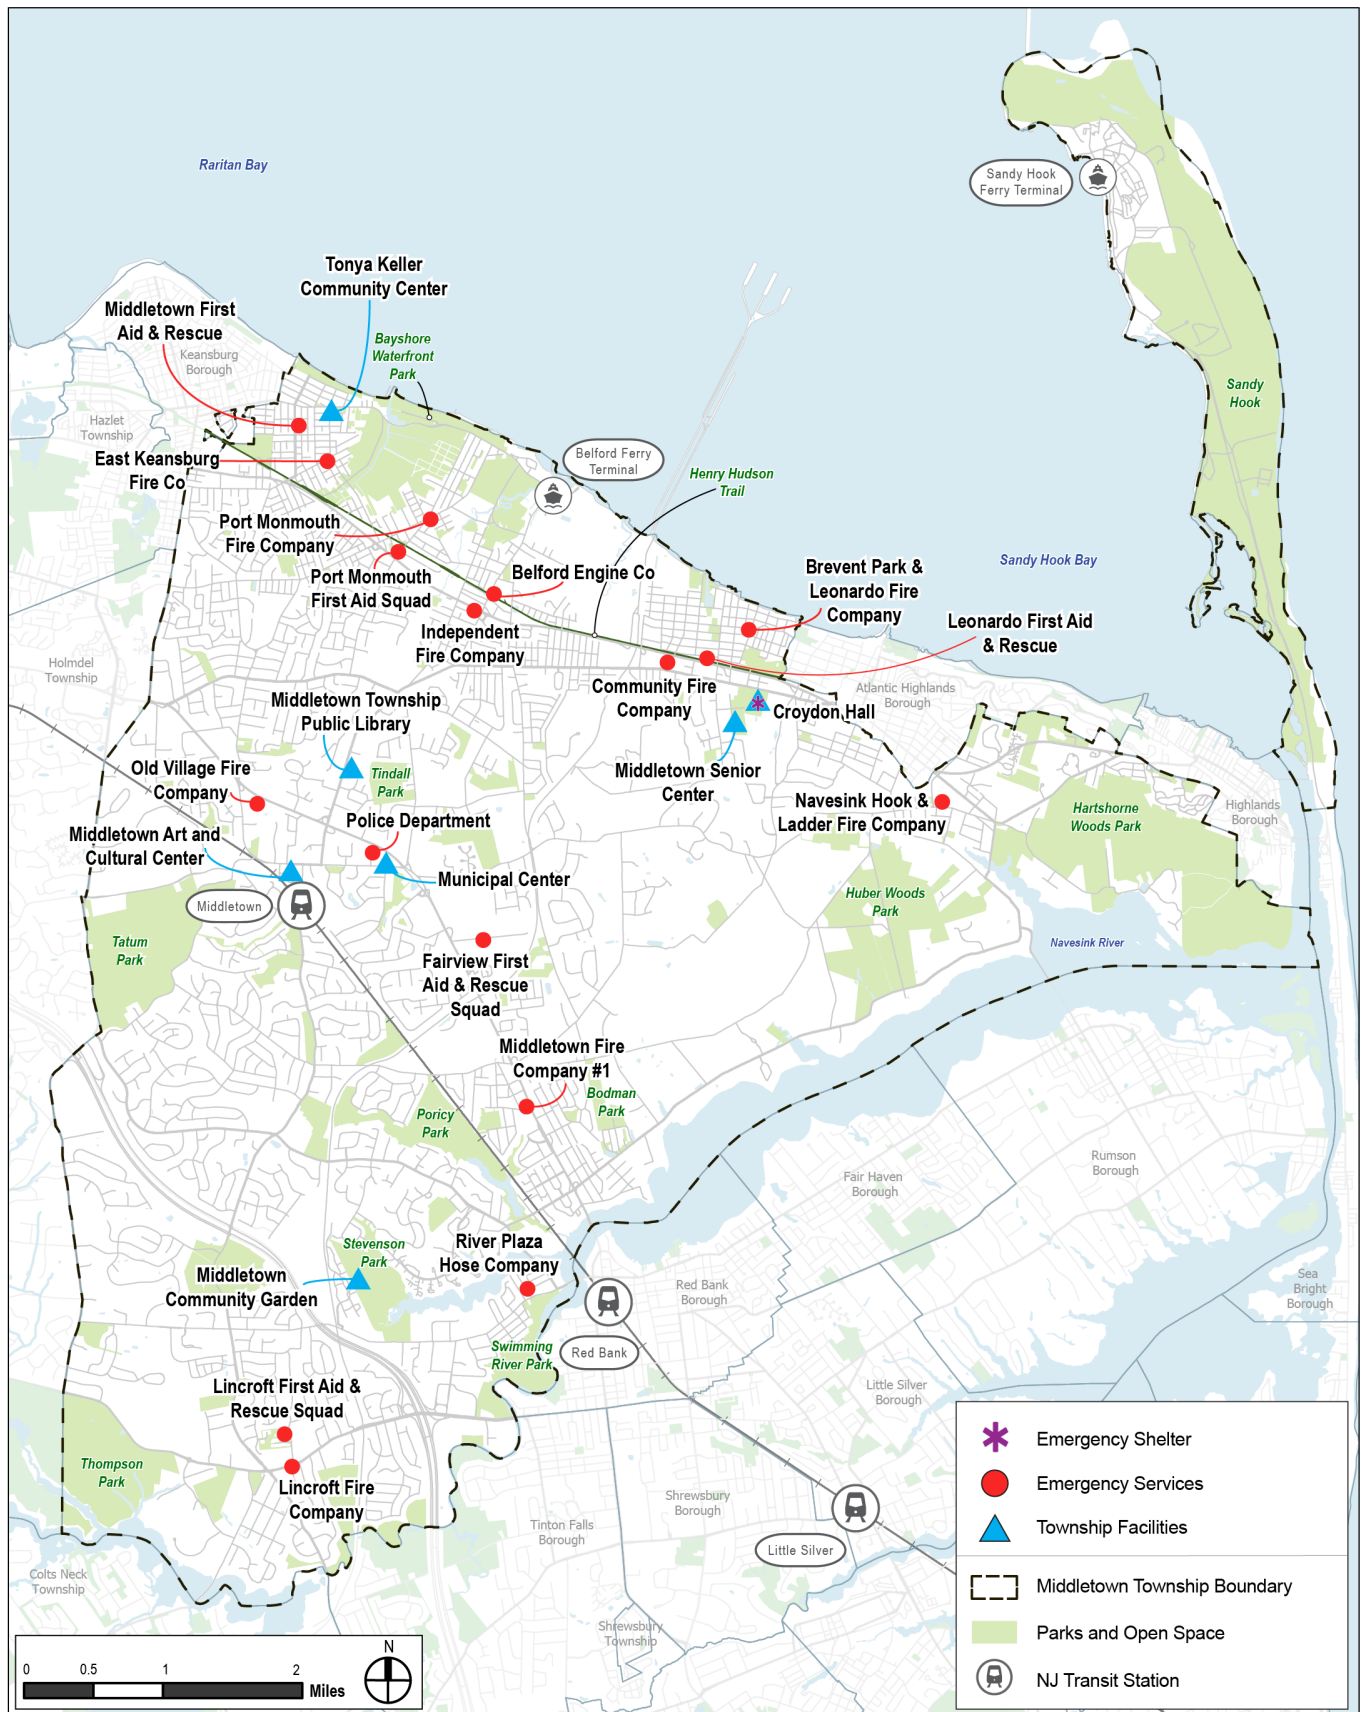 Raritan Bay
Sandy Hook
Ferry Terminal
Tonya Keller
Community Center
Middletown First
Aid & Rescue
Bayshore
Waterfront
Park
Keansburg
Borough
Sandy
Hook
Hazlet
Township
East Keansburg
Fire Co
Belford Ferry
Terminal
Henry Hudson
Trail
Port Monmouth
Fire Company
Port Monmouth
First Aid Squad
Belford Engine Co
Sandy Hook Bay
Brevent Park &
Leonardo Fire
Company
Leonardo First Aid
& Rescue
Independent
Fire Company
Holmdel
Township
Community Fire
Company
Atlantic Highlands
Borough
Croydon Hall
Middletown Township
Public Library
Middletown Senior
Center
Old Village Fire
Company
Tindall
Park
Navesink Hook &
Ladder Fire Company
Hartshorne
Woods Park
Highlands
Borough
Police Department
Middletown Art and
Cultural Center
Municipal Center
Huber Woods
Park
Middletown
Tatum
Park
Navesink River
Fairview First
Aid & Rescue
Squad
Middletown Fire
Company #1
Bodman
Park
Poricy
Park
Rumson
Borough
Fair Haven
Borough
Stevenson
Park
River Plaza
Hose Company
Middletown
Community Garden
Red Bank
Borough
Sea
Bright
Borough
Swimming
River Park
Red Bank
Lincroft First Aid &
Rescue Squad
Little Silver
Borough
Thompson
Park
Lincroft Fire
Company
Shrewsbury
Borough
Tinton Falls
Borough
Little Silver
Colts Neck
Township
Shrewsbury
Township
Emergency Shelter
Emergency Services
Township Facilities
Middletown Township Boundary
Parks and Open Space
NJ Transit Station
N
0 0.5 1 2
Miles